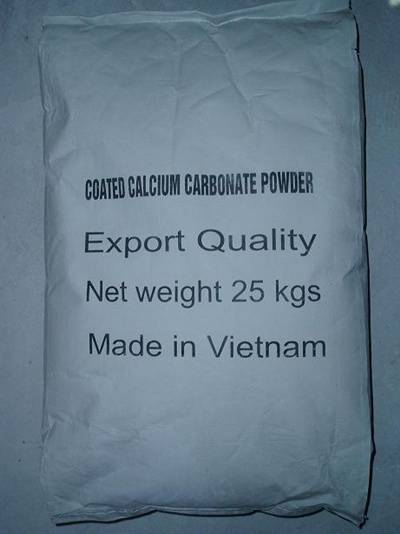 COATED CALCIUM CARBONATE POWDER
Export Quality
Net weight 25 kgs
Made in Vietnam